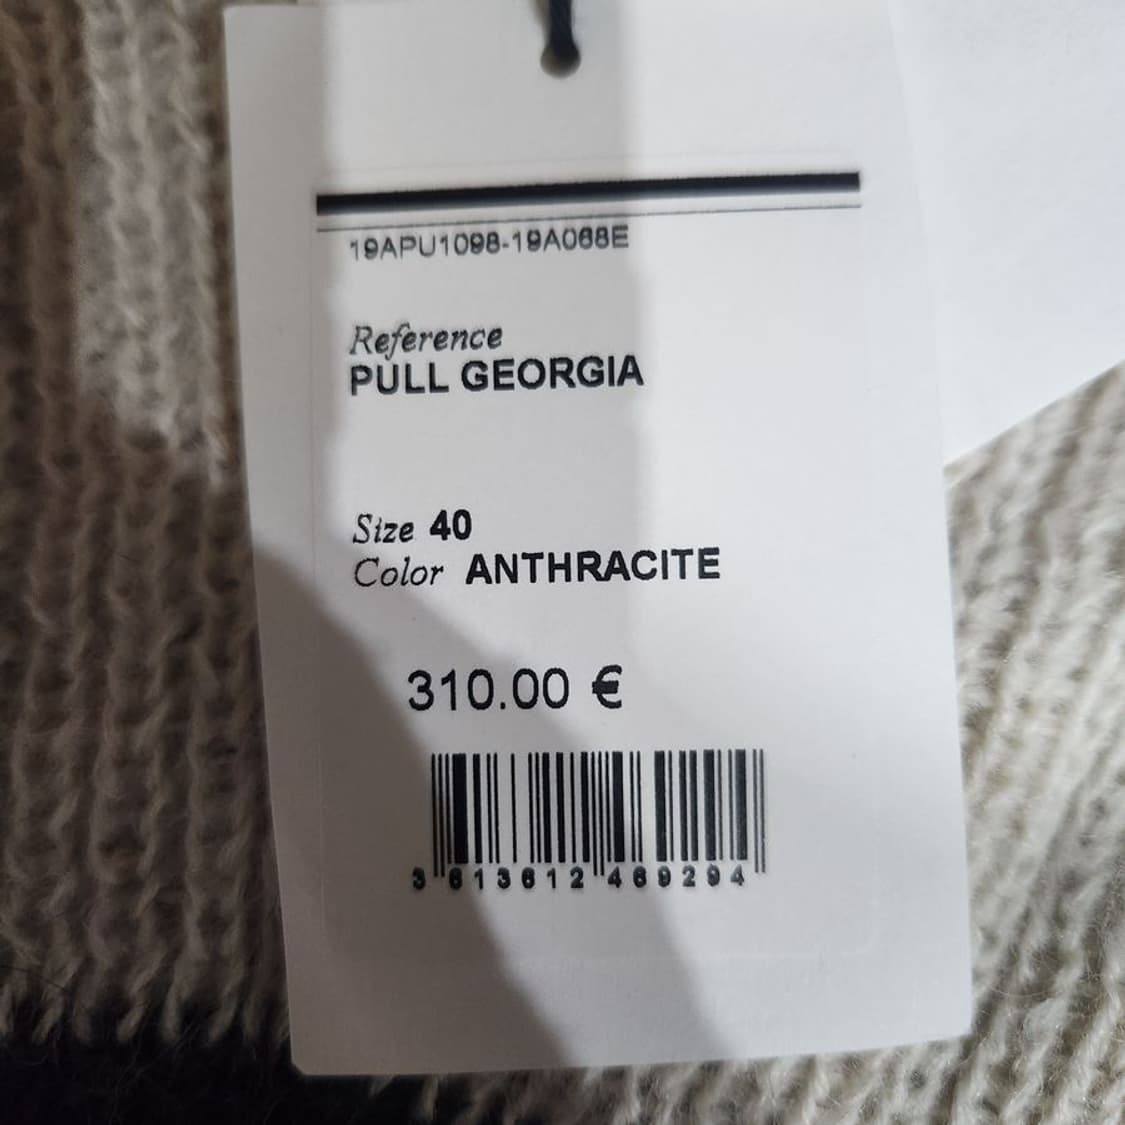 19APU1098-19A068E
Reference
PULL GEORGIA
Size 40
Color ANTHRACITE
310.00 €
3 613612 469294